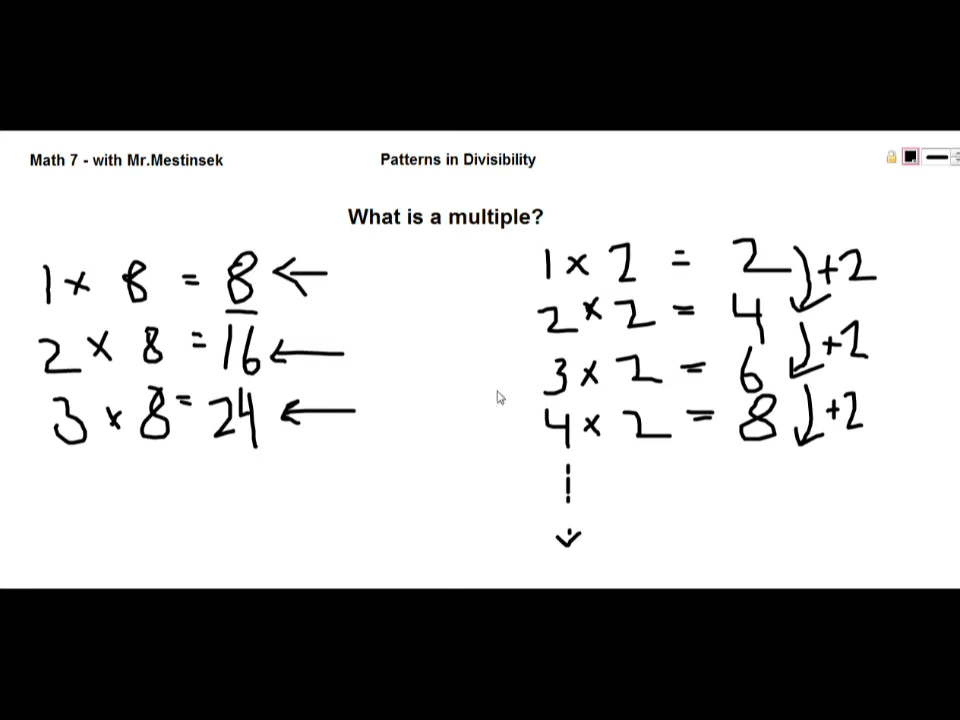 Math 7 - with Mr.Mestinsek
Patterns in Divisibility
What is a multiple?
1 x 8 = 8 ←
2 x 8 = 16 ←
3 x 8 = 24 ←
1 x 2 = 2
+2
2 x 2 = 4
+2
3 x 2 = 6
+2
4 x 2 = 8